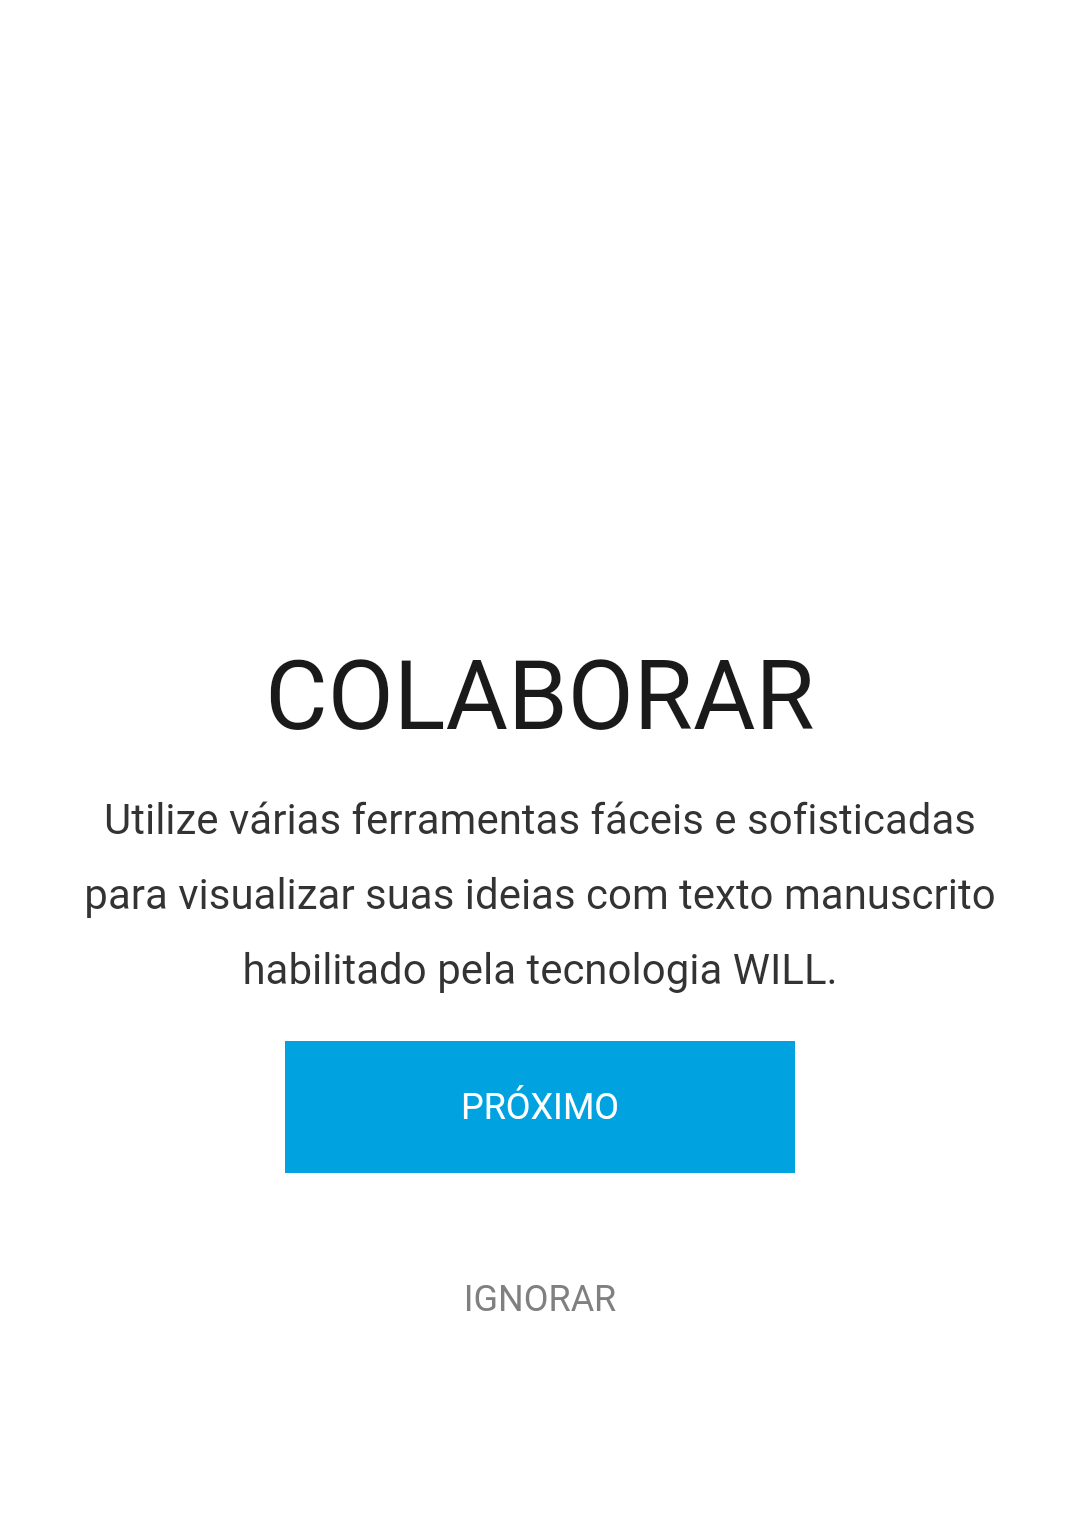 COLABORAR
Utilize várias ferramentas fáceis e sofisticadas
para visualizar suas ideias com texto manuscrito
habilitado pela tecnologia WILL.
PRÓXIMO
IGNORAR